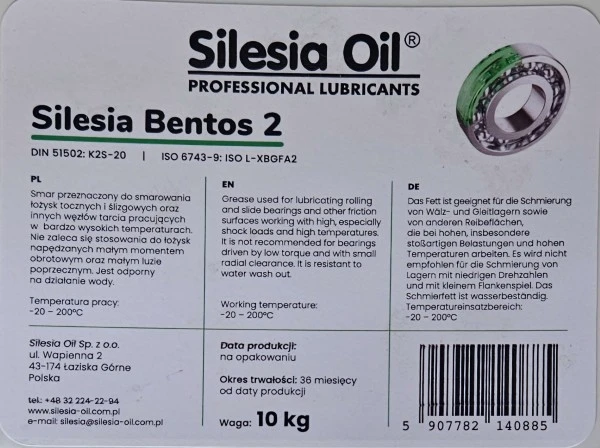 Silesia Oil®
PROFESSIONAL LUBRICANTS
Silesia Bentos 2
DIN 51502: K2S-20 | ISO 6743-9: ISO L-XBGFA2
PL
Smar przeznaczony do smarowania
łożysk tocznych i ślizgowych oraz
innych węzłów tarcia pracujących
w bardzo wysokich temperaturach.
Nie zaleca się stosowania do łożysk
napędzanych małym momentem
obrotowym oraz małym luzie
poprzecznym. Jest odporny
na działanie wody.
Temperatura pracy:
-20 – 200°C
EN
Grease used for lubricating rolling
and slide bearings and other friction
surfaces working with high, especially
shock loads and high temperatures.
It is not recommended for bearings
driven by low torque and with small
radial clearance. It is resistant to
water wash out.
Working temperature:
-20 – 200°C
DE
Das Fett ist geeignet für die Schmierung
von Wälz- und Gleitlagern sowie
von anderen Reibeflächen,
die bei hohen, insbesondere
stoßartigen Belastungen und hohen
Temperaturen arbeiten. Es wird nicht
empfohlen für die Schmierung von
Lagern mit niedrigen Drehzahlen
und mit kleinem Flankenspiel. Das
Schmierfett ist wasserbeständig.
Temperatureinsatzbereich:
-20 – 200°C
Silesia Oil Sp. z o.o.
ul. Wapienna 2
43-174 Łaziska Górne
Polska
tel.: +48 32 224-22-94
www.silesia-oil.com.pl
e-mail: silesia@silesia-oil.com.pl
Data produkcji:
na opakowaniu
Okres trwałości: 36 miesięcy
od daty produkcji
Waga: 10 kg
5 907782 140885